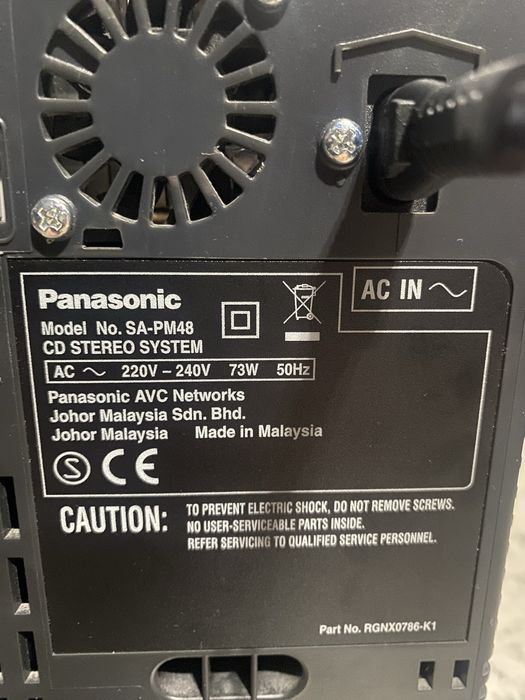 Panasonic
Model No. SA-PM48
CD STEREO SYSTEM
AC 220V – 240V 73W 50Hz
Panasonic AVC Networks
Johor Malaysia Sdn. Bhd.
Johor Malaysia Made in Malaysia
S CE
AC IN
CAUTION: TO PREVENT ELECTRIC SHOCK, DO NOT REMOVE SCREWS.
NO USER-SERVICEABLE PARTS INSIDE.
REFER SERVICING TO QUALIFIED SERVICE PERSONNEL.
Part No. RGNX0786-K1